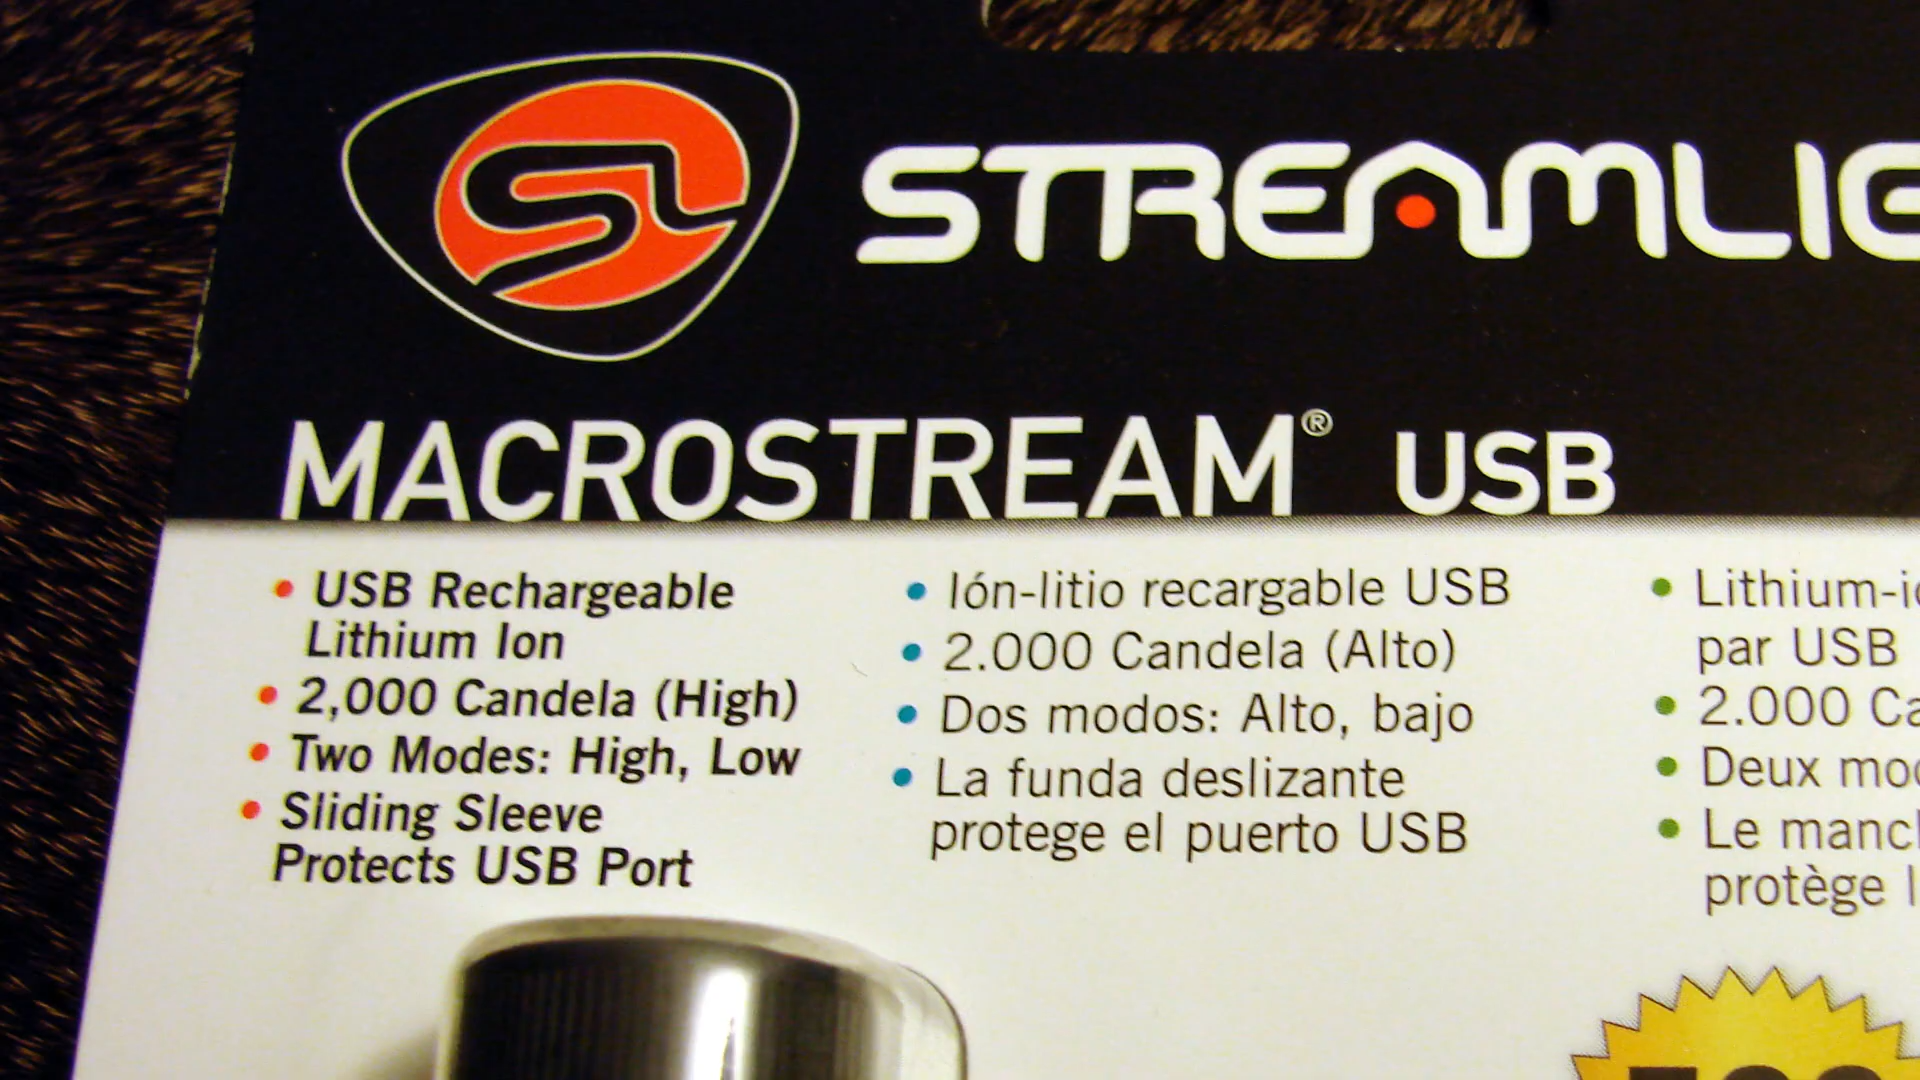 SL
STREAMLIG
MACROSTREAM® USB
• USB Rechargeable
Lithium Ion
• 2,000 Candela (High)
• Two Modes: High, Low
• Sliding Sleeve
Protects USB Port
• Ión-litio recargable USB
• 2.000 Candela (Alto)
• Dos modos: Alto, bajo
• La funda deslizante
protege el puerto USB
• Lithium-i
par USB
• 2.000 Ca
• Deux mo
• Le manc
protège l